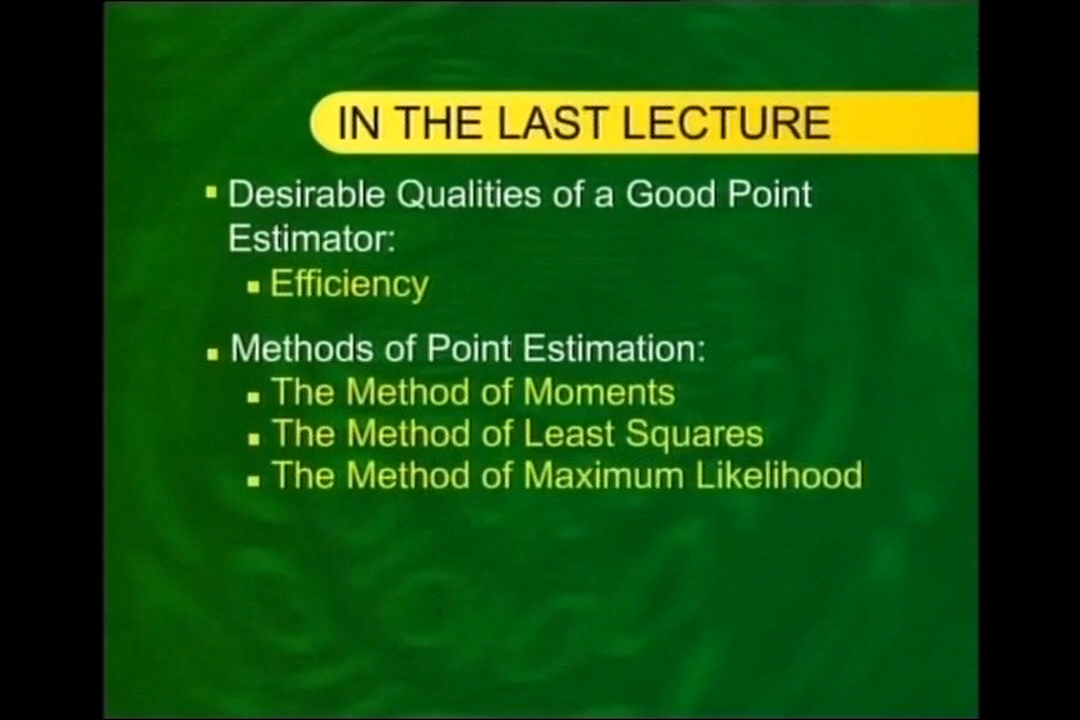 IN THE LAST LECTURE
Desirable Qualities of a Good Point
Estimator:
Efficiency
Methods of Point Estimation:
The Method of Moments
The Method of Least Squares
The Method of Maximum Likelihood